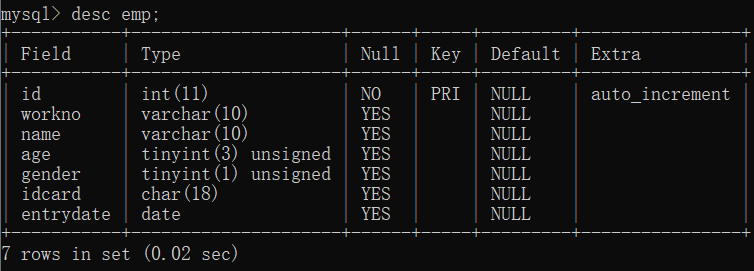 mysql> desc emp;
+-----------+---------------------+------+-----+---------+----------------+
| Field     | Type                | Null | Key | Default | Extra          |
+-----------+---------------------+------+-----+---------+----------------+
| id        | int(11)             | NO   | PRI | NULL    | auto_increment |
| workno    | varchar(10)         | YES  |     | NULL    |                |
| name      | varchar(10)         | YES  |     | NULL    |                |
| age       | tinyint(3) unsigned | YES  |     | NULL    |                |
| gender    | tinyint(1) unsigned | YES  |     | NULL    |                |
| idcard    | char(18)            | YES  |     | NULL    |                |
| entrydate | date                | YES  |     | NULL    |                |
+-----------+---------------------+------+-----+---------+----------------+
7 rows in set (0.02 sec)